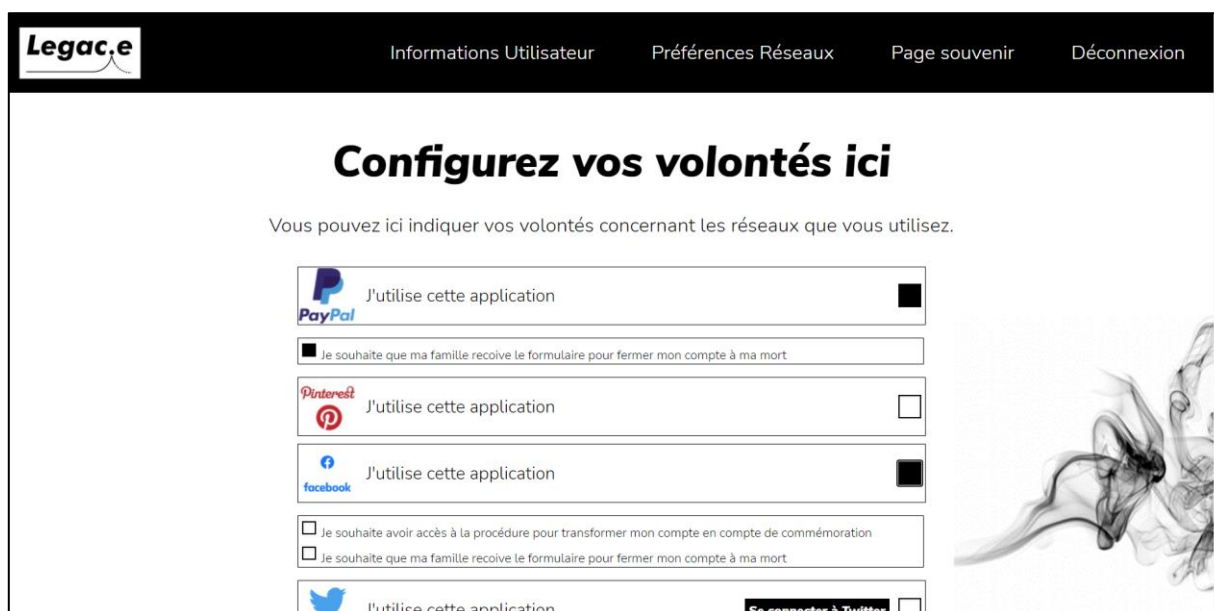 Legac,e
Informations Utilisateur Préférences Réseaux Page souvenir Déconnexion
Configurez vos volontés ici
Vous pouvez ici indiquer vos volontés concernant les réseaux que vous utilisez.
PayPal
J'utilise cette application
Je souhaite que ma famille recoive le formulaire pour fermer mon compte à ma mort
Pinterest
J'utilise cette application
facebook
J'utilise cette application
Je souhaite avoir accès à la procédure pour transformer mon compte en compte de commémoration
Je souhaite que ma famille recoive le formulaire pour fermer mon compte à ma mort
J'utilise cette application Se connecter à Twitter